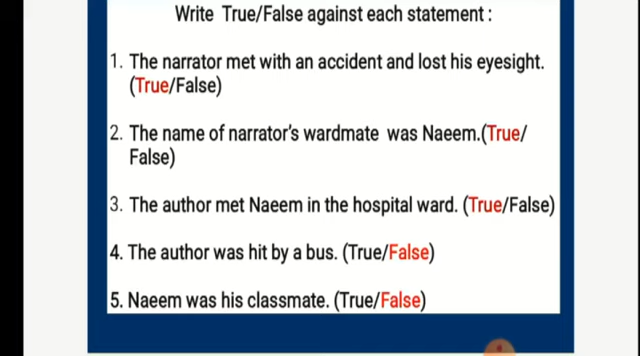 Write True/False against each statement :
1. The narrator met with an accident and lost his eyesight.
(True/False)
2. The name of narrator's wardmate was Naeem.(True/
False)
3. The author met Naeem in the hospital ward. (True/False)
4. The author was hit by a bus. (True/False)
5. Naeem was his classmate. (True/False)